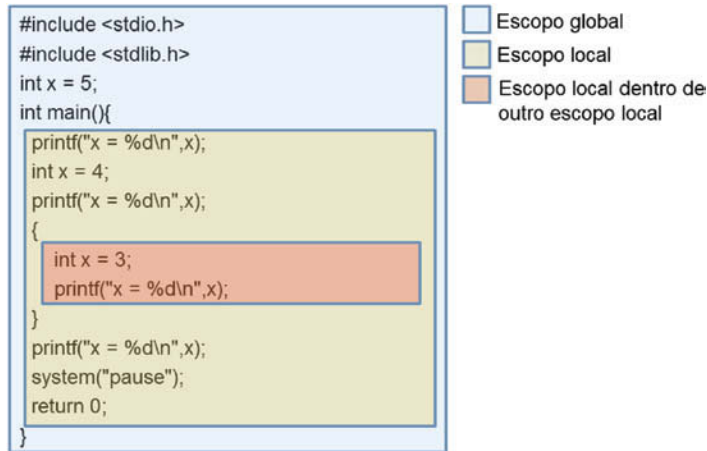 #include <stdio.h>
#include <stdlib.h>
int x = 5;
int main(){
printf("x = %d\n",x);
int x = 4;
printf("x = %d\n",x);
{
int x = 3;
printf("x = %d\n",x);
}
printf("x = %d\n",x);
system("pause");
return 0;
}
Escopo global
Escopo local
Escopo local dentro de
outro escopo local